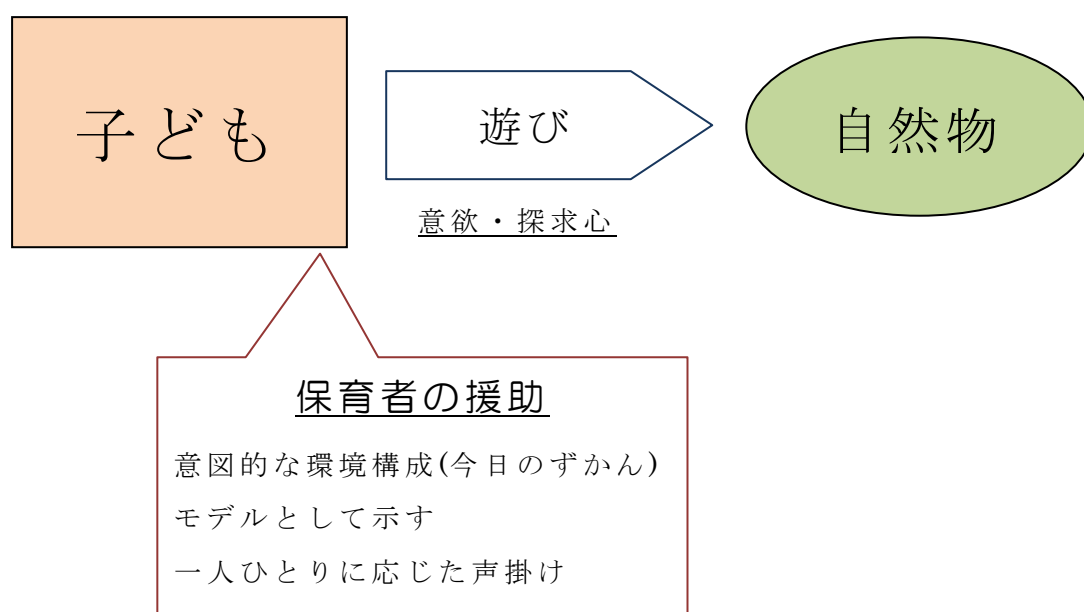 子ども
遊び
自然物
意欲・探求心
保育者の援助
意図的な環境構成(今日のずかん)
モデルとして示す
一人ひとりに応じた声掛け